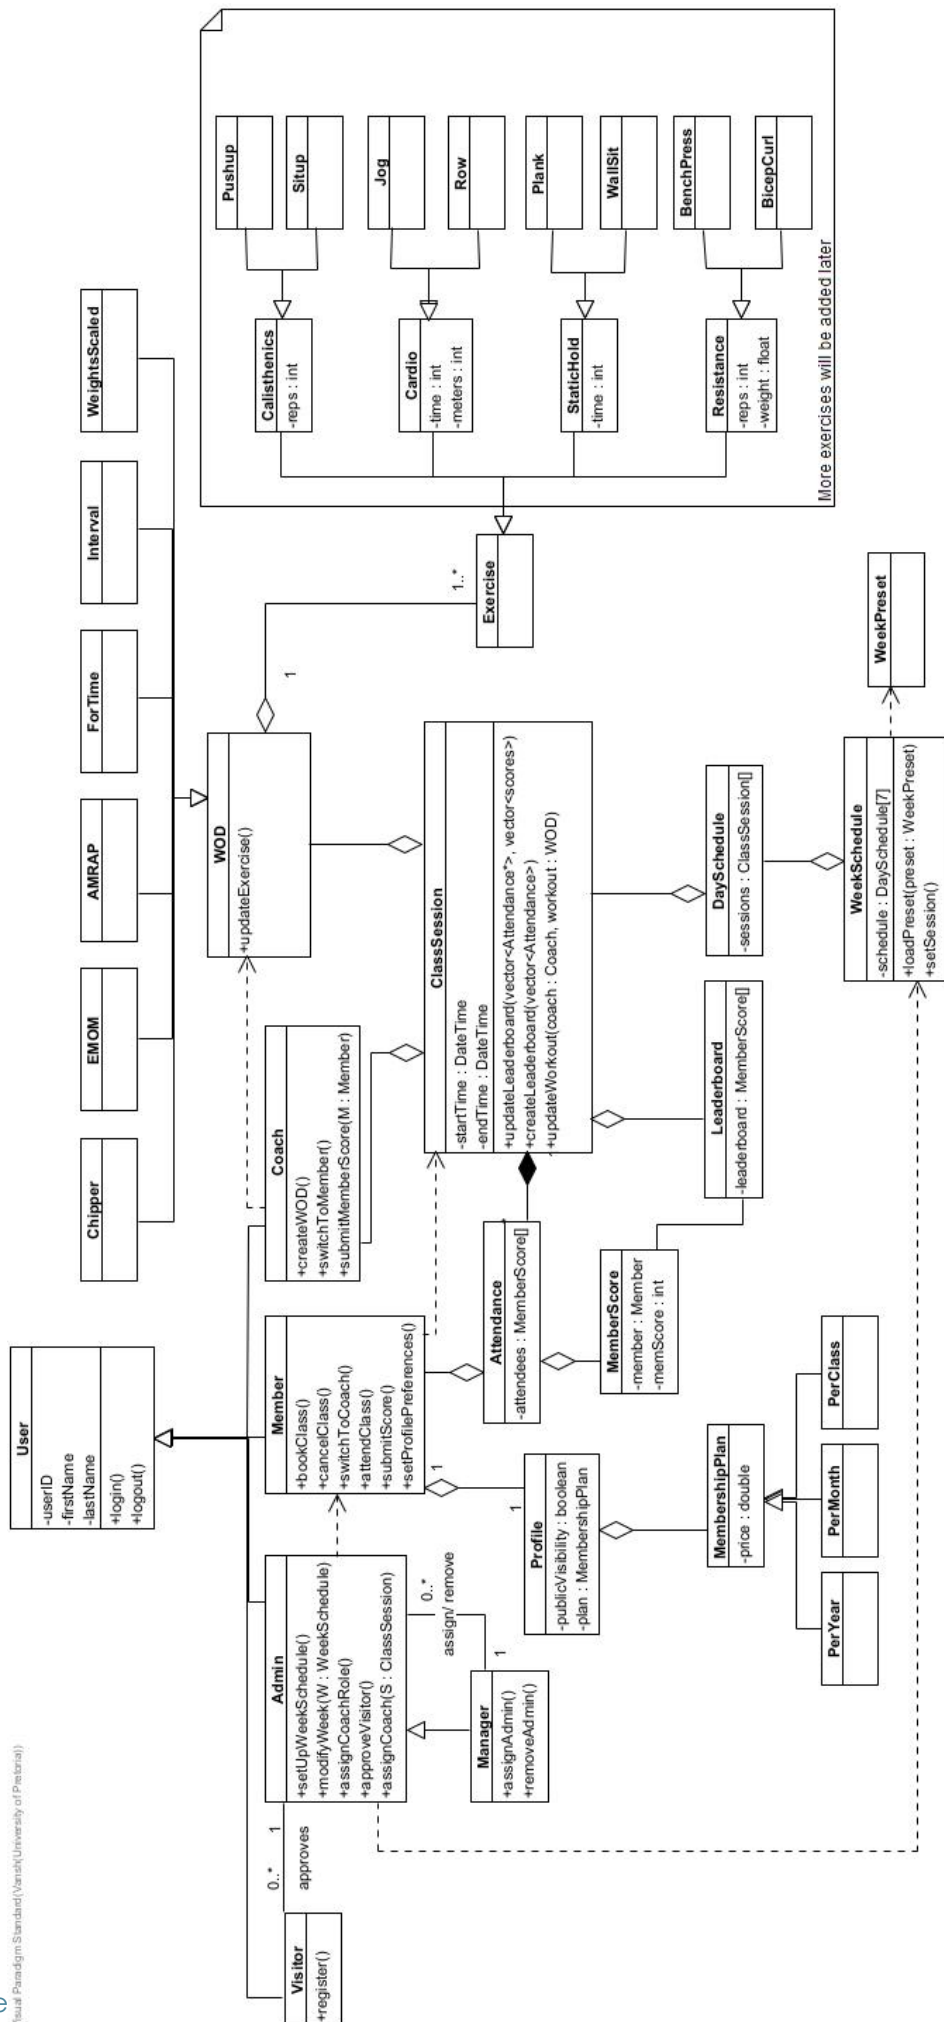 Visual Paradigm Standard(Vansh(University of Pretoria))
User
-userID
-firstName
-lastName
+login()
+logout()
Chipper
EMOM
AMRAP
ForTime
Interval
WeightsScaled
Visitor
+register()
0..*
1
approves
Admin
+setUpWeekSchedule()
+modifyWeek(W : WeekSchedule)
+assignCoachRole()
+approveVisitor()
+assignCoach(S : ClassSession)
Member
+bookClass()
+cancelClass()
+switchToCoach()
+attendClass()
+submitScore()
+setProfilePreferences()
Coach
+createWOD()
+switchToMember()
+submitMemberScore(M : Member)
WOD
+updateExercise()
1
1..*
Exercise
Manager
+assignAdmin()
+removeAdmin()
0..*
assign/ remove
1
1
1
Profile
-publicVisibility : boolean
-plan : MembershipPlan
Attendance
-attendees : MemberScore[]
ClassSession
-startTime : DateTime
-endTime : DateTime
+updateLeaderboard(vector<Attendance*>, vector<scores>)
+createLeaderboard(vector<Attendance>)
+updateWorkout(coach : Coach, workout : WOD)
MemberScore
-member : Member
-memScore : int
Leaderboard
-leaderboard : MemberScore[]
DaySchedule
-sessions : ClassSession[]
MembershipPlan
-price : double
PerYear
PerMonth
PerClass
WeekSchedule
-schedule : DaySchedule[7]
+loadPreset(preset : WeekPreset)
+setSession()
WeekPreset
Calisthenics
-reps : int
Pushup
Situp
Cardio
-time : int
-meters : int
Jog
Row
StaticHold
-time : int
Plank
WallSit
Resistance
-reps : int
-weight : float
BenchPress
BicepCurl
More exercises will be added later